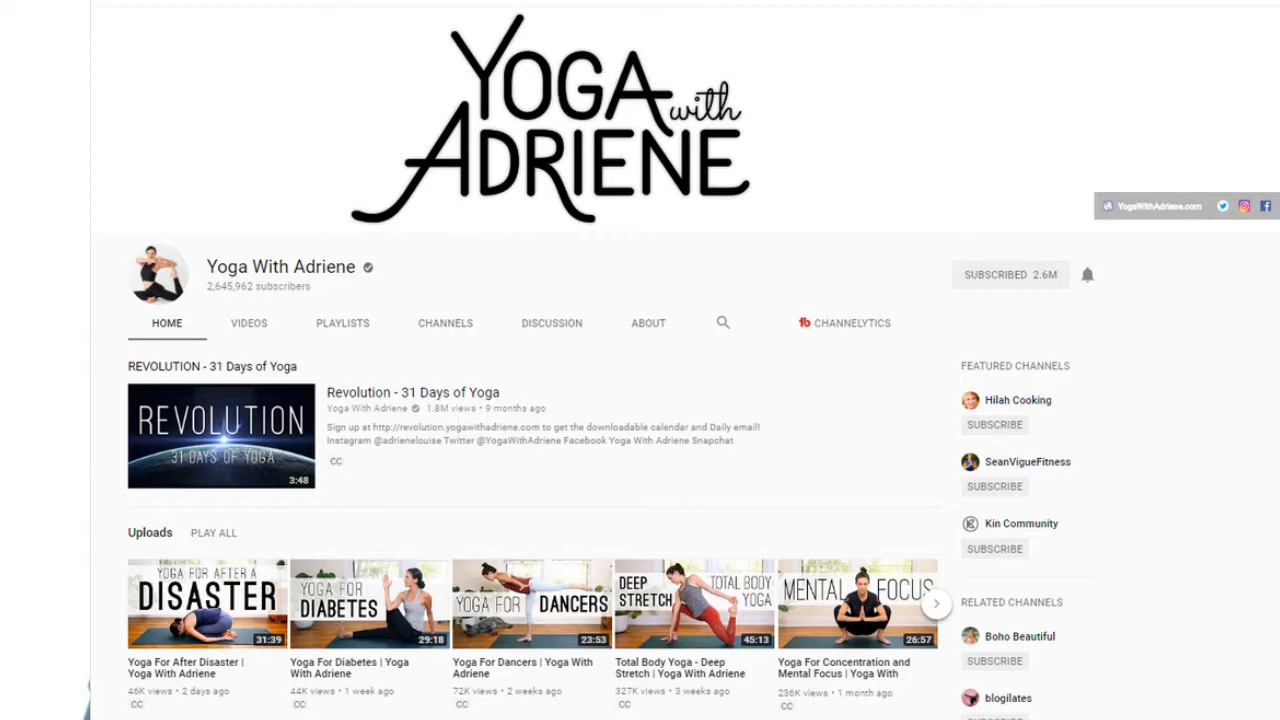 YOGA with
ADRIENE
YogaWithAdriene.com
Yoga With Adriene
2,645,962 subscribers
SUBSCRIBED 2.6M
HOME VIDEOS PLAYLISTS CHANNELS DISCUSSION ABOUT CHANNELYTICS
REVOLUTION - 31 Days of Yoga
REVOLUTION
31 DAYS OF YOGA
3:48
Revolution - 31 Days of Yoga
Yoga With Adriene 1.8M views • 9 months ago
Sign up at http://revolution.yogawithadriene.com to get the downloadable calendar and Daily email!
Instagram @adrienelouise Twitter @YogaWithAdriene Facebook Yoga With Adriene Snapchat
CC
FEATURED CHANNELS
Hilah Cooking
SUBSCRIBE
SeanVigueFitness
SUBSCRIBE
Kin Community
SUBSCRIBE
Uploads PLAY ALL
YOGA FOR AFTER A
DISASTER
31:39
Yoga For After Disaster |
Yoga With Adriene
46K views • 2 days ago
CC
YOGA FOR
DIABETES
29:18
Yoga For Diabetes | Yoga
With Adriene
44K views • 1 week ago
CC
YOGA FOR DANCERS
23:53
Yoga For Dancers | Yoga With
Adriene
72K views • 2 weeks ago
CC
DEEP
STRETCH
TOTAL BODY
YOGA
45:13
Total Body Yoga - Deep
Stretch | Yoga With Adriene
327K views • 3 weeks ago
CC
MENTAL FOCUS
26:57
Yoga For Concentration and
Mental Focus | Yoga With
236K views • 1 month ago
CC
RELATED CHANNELS
Boho Beautiful
SUBSCRIBE
blogilates